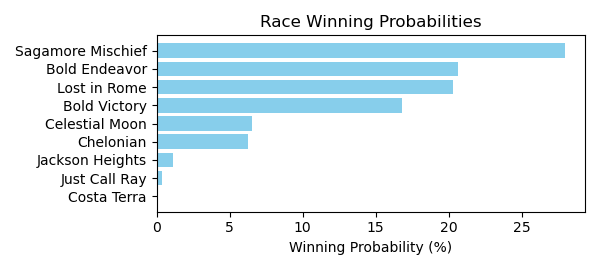 Race Winning Probabilities
Sagamore Mischief
Bold Endeavor
Lost in Rome
Bold Victory
Celestial Moon
Chelonian
Jackson Heights
Just Call Ray
Costa Terra
0 5 10 15 20 25
Winning Probability (%)